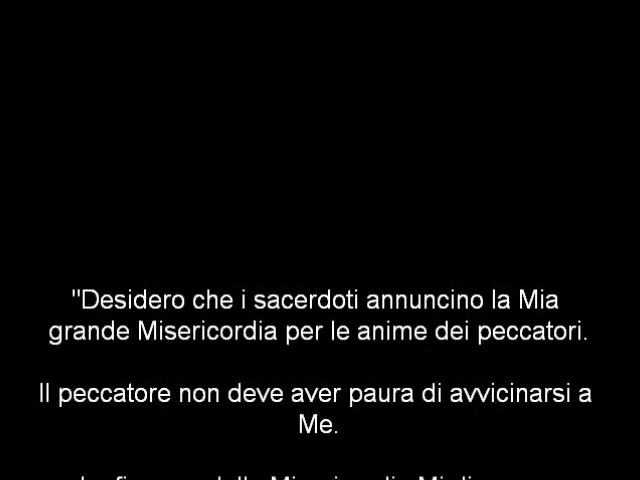 "Desidero che i sacerdoti annuncino la Mia
grande Misericordia per le anime dei peccatori.
Il peccatore non deve aver paura di avvicinarsi a
Me.